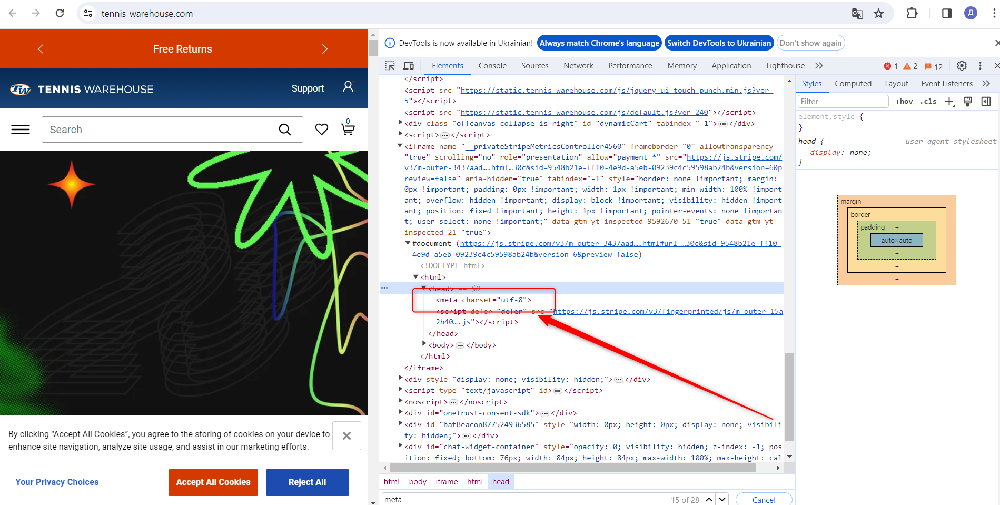 tennis-warehouse.com
Д
Free Returns
TW TENNIS WAREHOUSE
Support
Search
0
By clicking “Accept All Cookies”, you agree to the storing of cookies on your device to
enhance site navigation, analyze site usage, and assist in our marketing efforts.
Your Privacy Choices
Accept All Cookies
Reject All
DevTools is now available in Ukrainian!
Always match Chrome's language
Switch DevTools to Ukrainian
Don't show again
Elements Console Sources Network Performance Memory Application Lighthouse
1 2 12
</script>
<script src="https://static.tennis-warehouse.com/js/jquery-ui-touch-punch.min.js?ver=
5"></script>
<script src="https://static.tennis-warehouse.com/js/default.js?ver=240"></script>
<div class="offcanvas-collapse is-right" id="dynamicCart" tabindex="-1">…</div>
<script>…</script>
<iframe name="__privateStripeMetricsController4560" frameborder="0" allowtransparency=
"true" scrolling="no" role="presentation" allow="payment *" src="https://js.stripe.com/
v3/m-outer-3437aad….html…30c&sid=9548b21e-ff10-4e9d-a5eb-09239c4c59598ab24b&version=6&p
review=false" aria-hidden="true" tabindex="-1" style="border: none !important; margin:
0px !important; padding: 0px !important; width: 1px !important; min-width: 100% !import
ant; overflow: hidden !important; display: block !important; visibility: hidden !import
ant; position: fixed !important; height: 1px !important; pointer-events: none !importan
t; user-select: none !important;" data-gtm-yt-inspected-9592670_51="true" data-gtm-yt-
inspected-21="true">
#document (https://js.stripe.com/v3/m-outer-3437aad….html#url=…30c&sid=9548b21e-ff10-
4e9d-a5eb-09239c4c59598ab24b&version=6&preview=false)
<!DOCTYPE html>
<html>
… <head> == $0
<meta charset="utf-8">
<script defer="defer" src="https://js.stripe.com/v3/fingerprinted/js/m-outer-15a
2b40….js"></script>
</head>
<body>…</body>
</html>
</iframe>
<div style="display: none; visibility: hidden;">…</div>
<script type="text/javascript" id>…</script>
<noscript>…</noscript>
<div id="onetrust-consent-sdk">…</div>
<div id="batBeacon877524936585" style="width: 0px; height: 0px; display: none; visibili
ty: hidden;">…</div>
<div id="chat-widget-container" style="opacity: 0; visibility: hidden; z-index: -1; pos
ition: fixed; bottom: 76px; width: 84px; height: 84px; max-width: 100%; max-height: cal
html body iframe html head
meta
15 of 28
Cancel
Styles Computed Layout Event Listeners
Filter
:hov .cls
element.style {
}
head { user agent stylesheet
display: none;
}
margin –
border –
padding –
– – – auto×auto – – –
–
–
–